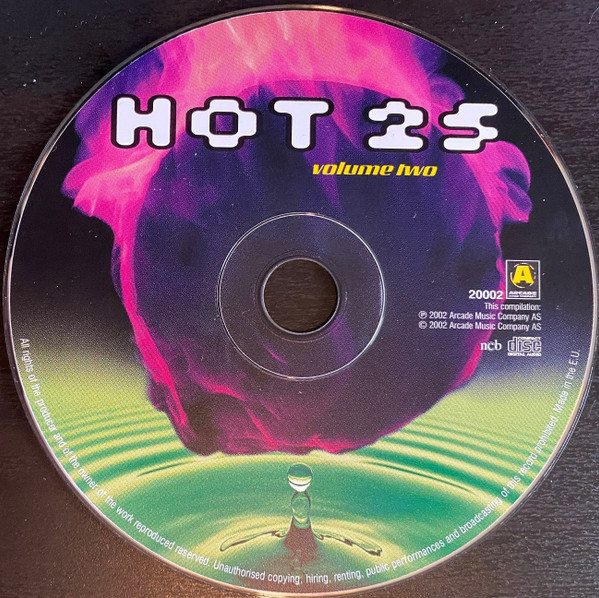 HOT 25
volume two
20002
A
ARCADE
This compilation:
℗ 2002 Arcade Music Company AS
© 2002 Arcade Music Company AS
ncb
COMPACT
disc
DIGITAL AUDIO
All rights of the producer and of the owner of the work reproduced reserved. Unauthorised copying, hiring, renting, public performances and broadcasting of this record prohibited. Made in the E.U.